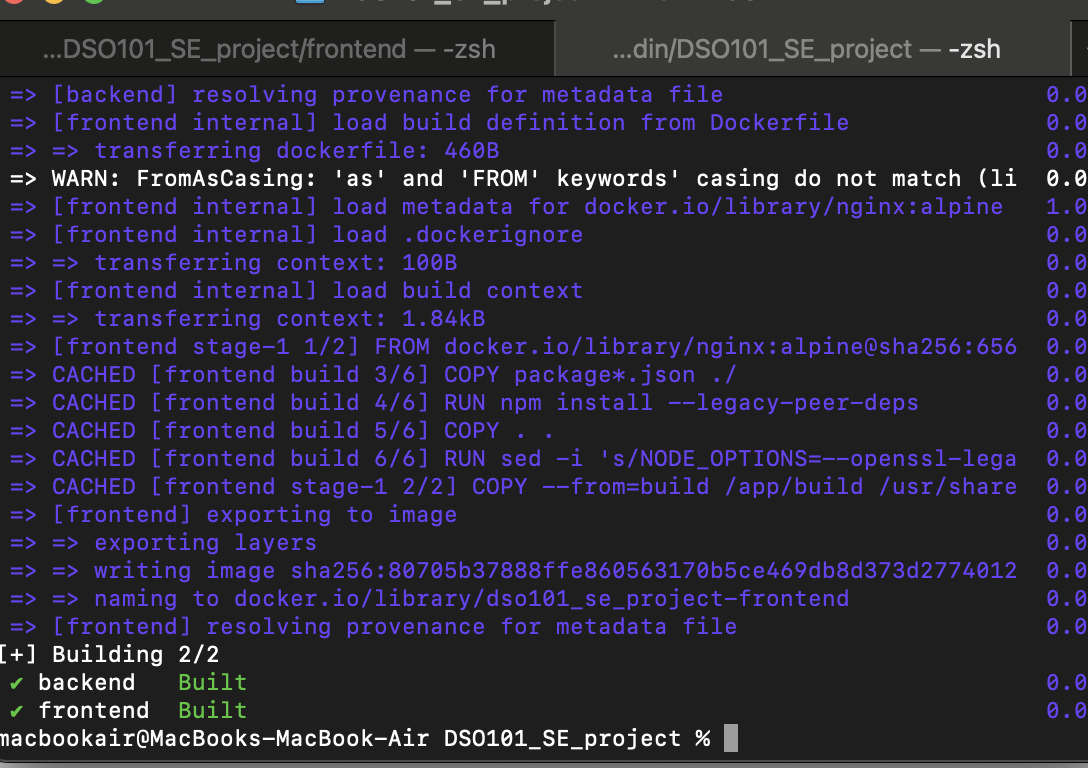 ...DSO101_SE_project/frontend — -zsh
...din/DSO101_SE_project — -zsh
=> [backend] resolving provenance for metadata file 0.0
=> [frontend internal] load build definition from Dockerfile 0.0
=> => transferring dockerfile: 460B 0.0
=> WARN: FromAsCasing: 'as' and 'FROM' keywords' casing do not match (li 0.0
=> [frontend internal] load metadata for docker.io/library/nginx:alpine 1.0
=> [frontend internal] load .dockerignore 0.0
=> => transferring context: 100B 0.0
=> [frontend internal] load build context 0.0
=> => transferring context: 1.84kB 0.0
=> [frontend stage-1 1/2] FROM docker.io/library/nginx:alpine@sha256:656 0.0
=> CACHED [frontend build 3/6] COPY package*.json ./ 0.0
=> CACHED [frontend build 4/6] RUN npm install --legacy-peer-deps 0.0
=> CACHED [frontend build 5/6] COPY . . 0.0
=> CACHED [frontend build 6/6] RUN sed -i 's/NODE_OPTIONS=--openssl-lega 0.0
=> CACHED [frontend stage-1 2/2] COPY --from=build /app/build /usr/share 0.0
=> [frontend] exporting to image 0.0
=> => exporting layers 0.0
=> => writing image sha256:80705b37888ffe860563170b5ce469db8d373d2774012 0.0
=> => naming to docker.io/library/dso101_se_project-frontend 0.0
=> [frontend] resolving provenance for metadata file 0.0
[+] Building 2/2
✔ backend Built 0.0
✔ frontend Built 0.0
macbookair@MacBooks-MacBook-Air DSO101_SE_project %